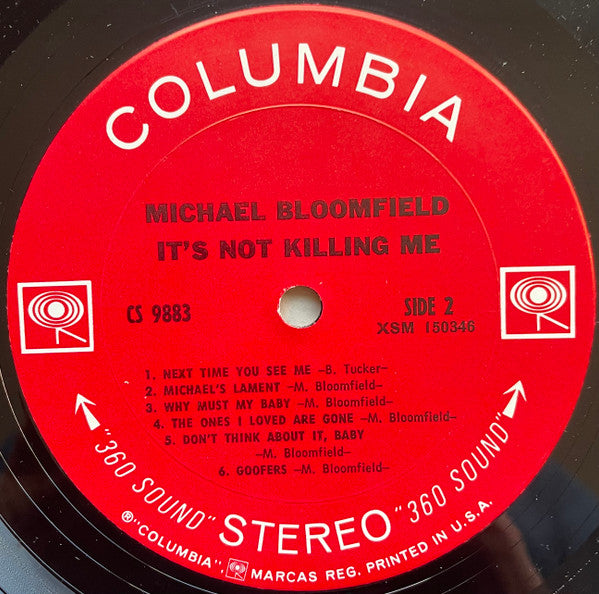 COLUMBIA
MICHAEL BLOOMFIELD
IT'S NOT KILLING ME
CS 9883
SIDE 2
XSM 150346
1. NEXT TIME YOU SEE ME –B. Tucker–
2. MICHAEL'S LAMENT –M. Bloomfield–
3. WHY MUST MY BABY –M. Bloomfield–
4. THE ONES I LOVED ARE GONE –M. Bloomfield–
5. DON'T THINK ABOUT IT, BABY
–M. Bloomfield–
6. GOOFERS –M. Bloomfield–
"360 SOUND" STEREO "360 SOUND"
®"COLUMBIA", MARCAS REG. PRINTED IN U.S.A.